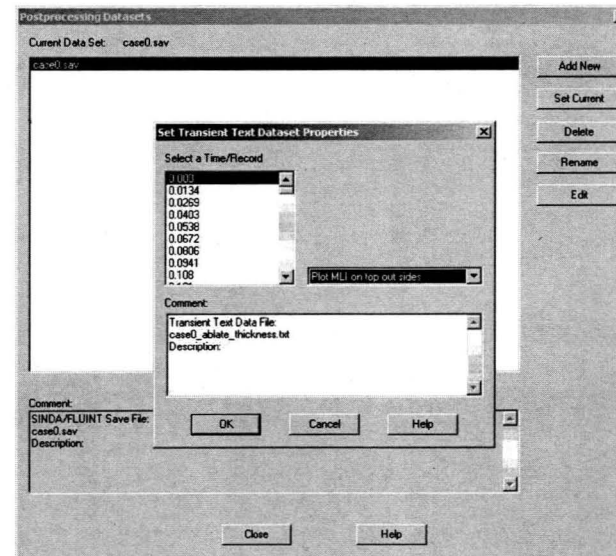 Postprocessing Datasets
Current Data Set: case0.sav
case0.sav
Add New
Set Current
Delete
Rename
Edit
Set Transient Text Dataset Properties
Select a Time/Record
0.000
0.0134
0.0269
0.0403
0.0538
0.0672
0.0806
0.0941
0.108
Plot MLI on top out sides
Comment:
Transient Text Data File:
case0_ablate_thickness.txt
Description:
OK
Cancel
Help
Comment:
SINDA/FLUINT Save File:
case0.sav
Description:
Close
Help